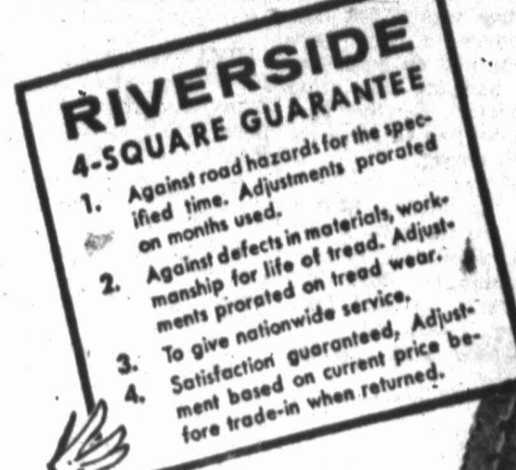 RIVERSIDE
4-SQUARE GUARANTEE
1. Against road hazards for the spec-
ified time. Adjustments prorated
on months used.
2. Against defects in materials, work-
manship for life of tread. Adjust-
ments prorated on tread wear.
3. To give nationwide service.
4. Satisfaction guaranteed, Adjust-
ment based on current price be-
fore trade-in when returned.